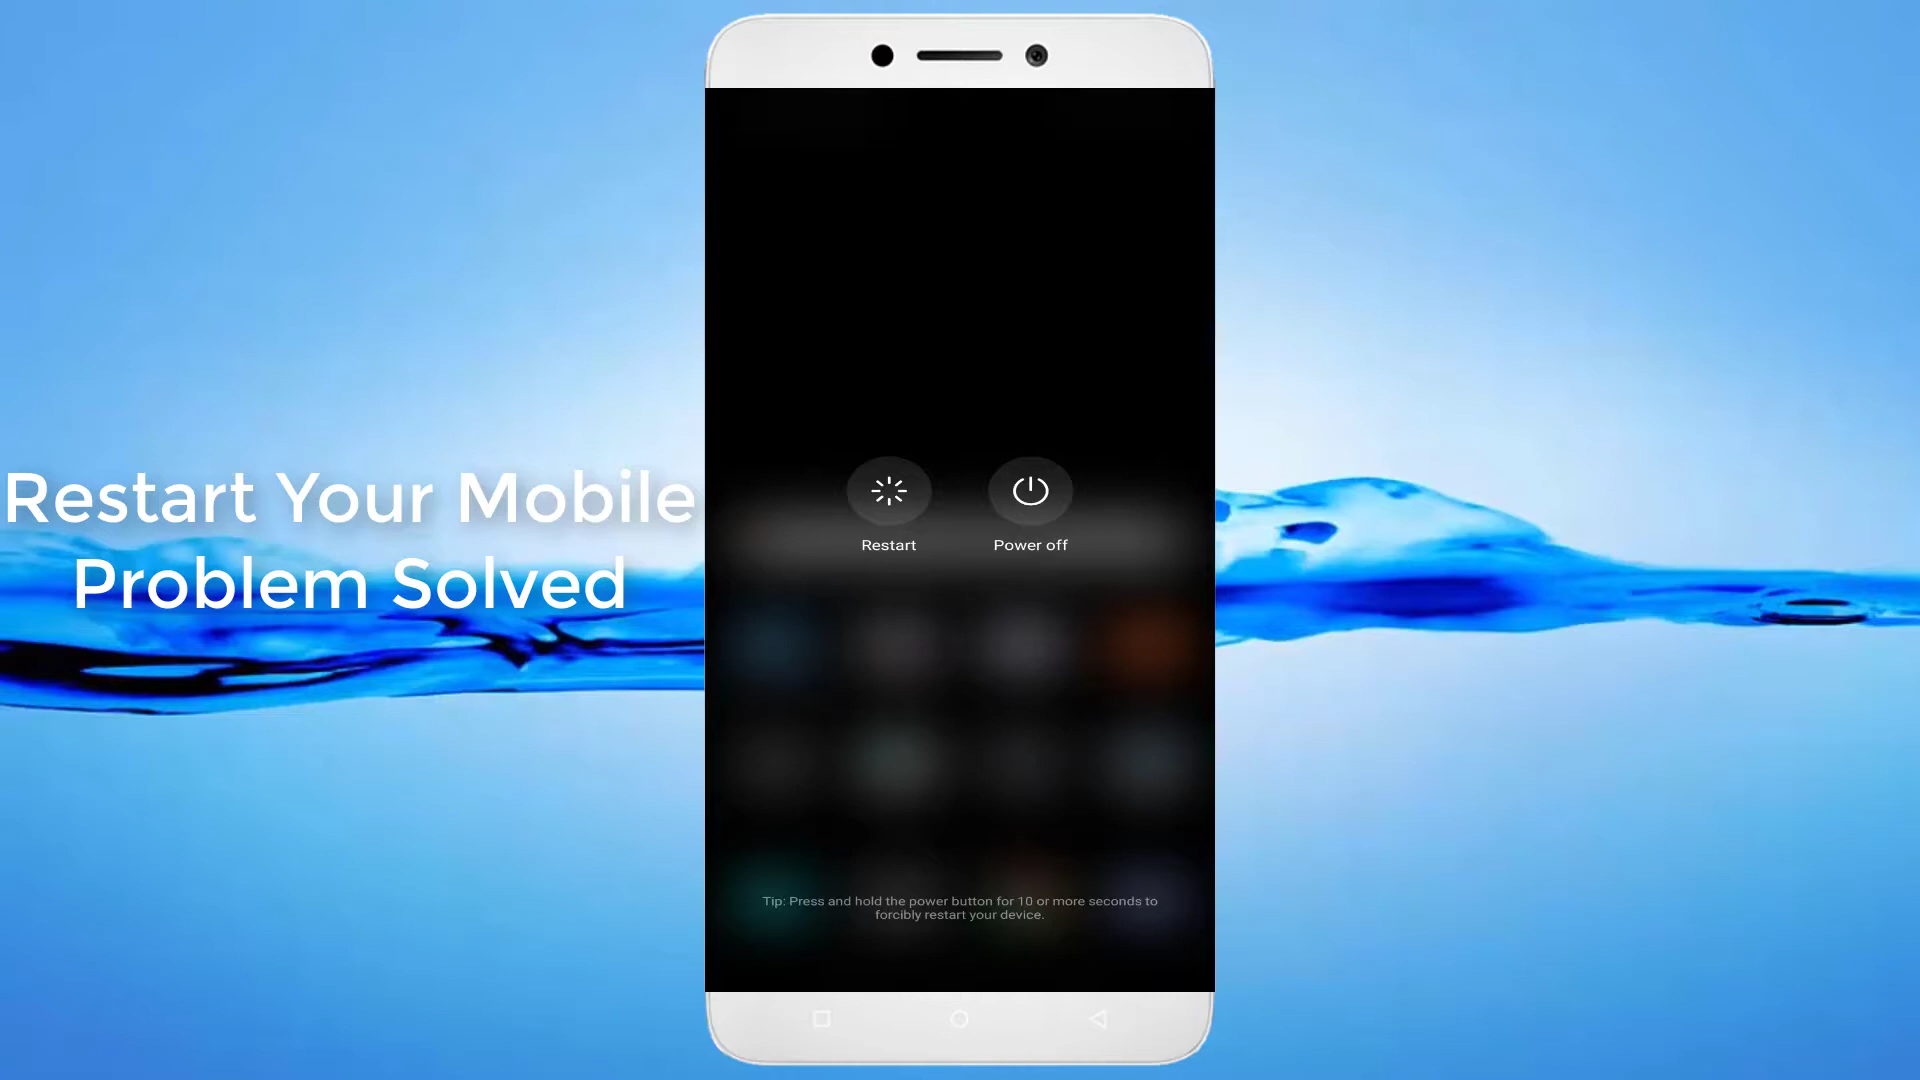 Restart Your Mobile
Problem Solved
Restart
Power off
Tip: Press and hold the power button for 10 or more seconds to
forcibly restart your device.